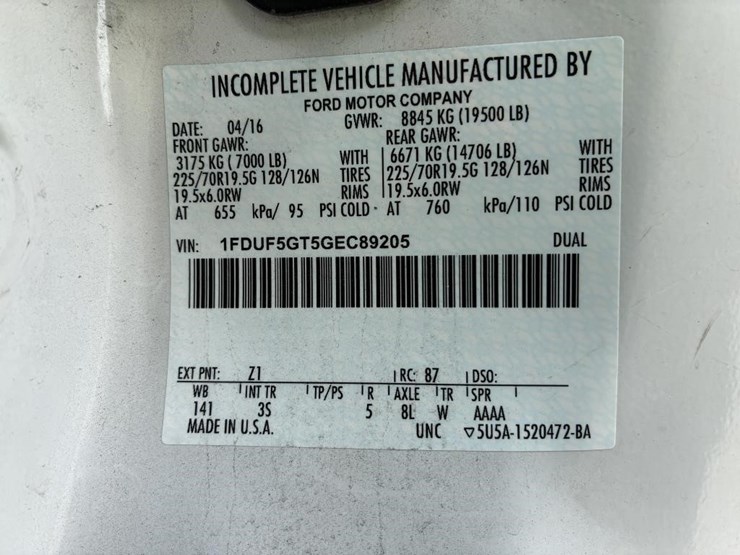 INCOMPLETE VEHICLE MANUFACTURED BY
FORD MOTOR COMPANY
DATE: 04/16 GVWR: 8845 KG (19500 LB)
FRONT GAWR: REAR GAWR:
3175 KG (7000 LB) WITH 6671 KG (14706 LB) WITH
225/70R19.5G 128/126N TIRES 225/70R19.5G 128/126N TIRES
19.5x6.0RW RIMS 19.5x6.0RW RIMS
AT 655 kPa/ 95 PSI COLD AT 760 kPa/110 PSI COLD
VIN: 1FDUF5GT5GEC89205 DUAL
EXT PNT: Z1 RC: 87 DSO:
WB INT TR TP/PS R AXLE TR SPR
141 3S 5 8L W AAAA
MADE IN U.S.A. UNC ▽5U5A-1520472-BA